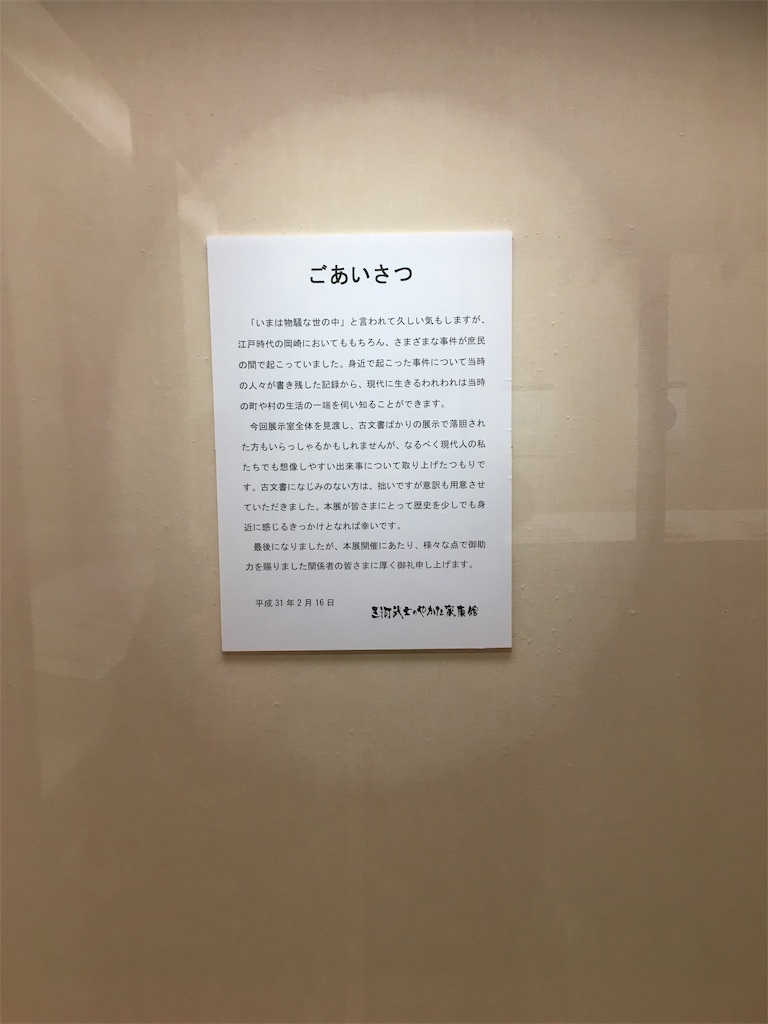 ごあいさつ
「いまは物騒な世の中」と言われて久しい気もしますが、
江戸時代の岡崎においてももちろん、さまざまな事件が庶民
の間で起こっていました。身近で起こった事件について当時
の人々が書き残した記録から、現代に生きるわれわれは当時
の町や村の生活の一端を伺い知ることができます。
今回展示室全体を見渡し、古文書ばかりの展示で落胆され
た方もいらっしゃるかもしれませんが、なるべく現代人の私
たちでも想像しやすい出来事について取り上げたつもりで
す。古文書になじみのない方は、拙いですが意訳も用意させ
ていただきました。本展が皆さまにとって歴史を少しでも身
近に感じるきっかけとなれば幸いです。
最後になりましたが、本展開催にあたり、様々な点で御助
力を賜りました関係者の皆さまに厚く御礼申し上げます。
平成31年2月16日
三河武士のやかた家康館